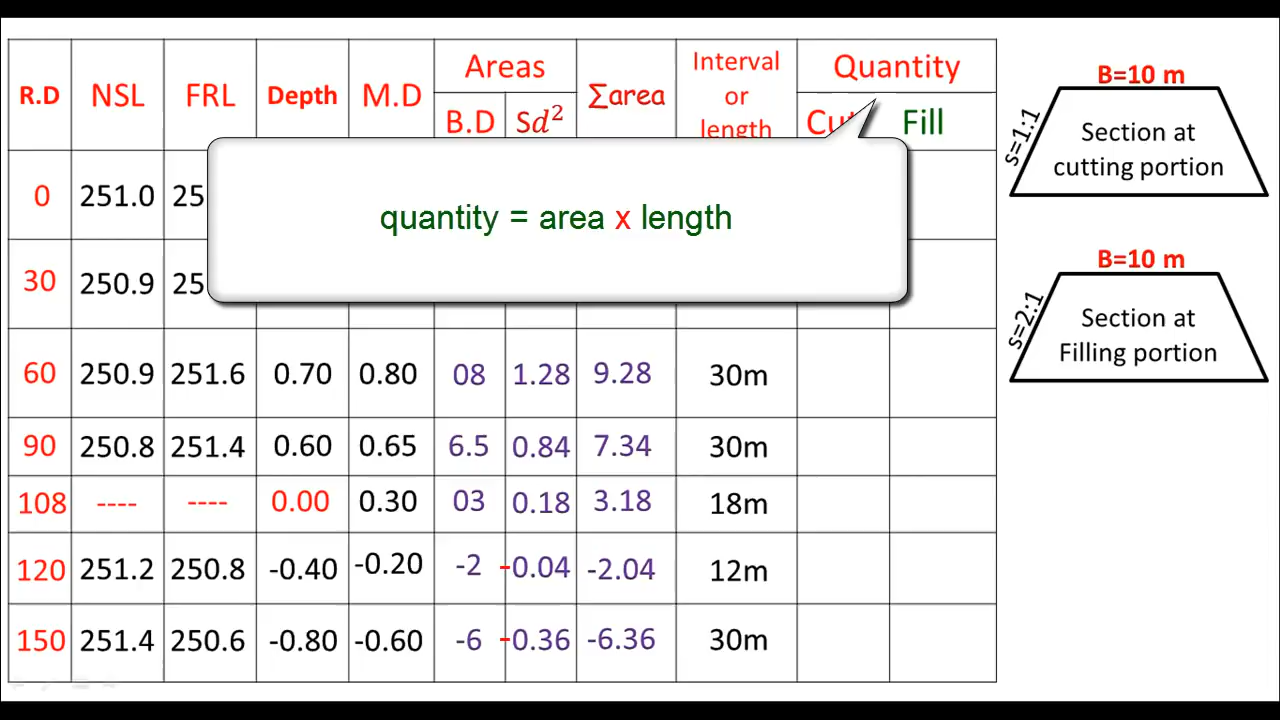 R.D NSL FRL Depth M.D Areas ∑area Interval or length Quantity
B.D Sd² Fill
quantity = area x length
0 251.0
30 250.9
60 250.9 251.6 0.70 0.80 08 1.28 9.28 30m
90 250.8 251.4 0.60 0.65 6.5 0.84 7.34 30m
108 ---- ---- 0.00 0.30 03 0.18 3.18 18m
120 251.2 250.8 -0.40 -0.20 -2 -0.04 -2.04 12m
150 251.4 250.6 -0.80 -0.60 -6 -0.36 -6.36 30m
B=10 m
s=1:1
Section at
cutting portion
B=10 m
s=2:1
Section at
Filling portion